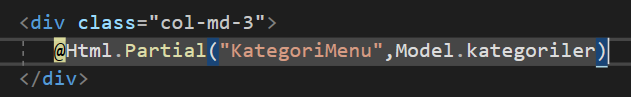 <div class="col-md-3">
@Html.Partial("KategoriMenu",Model.kategoriler)
</div>